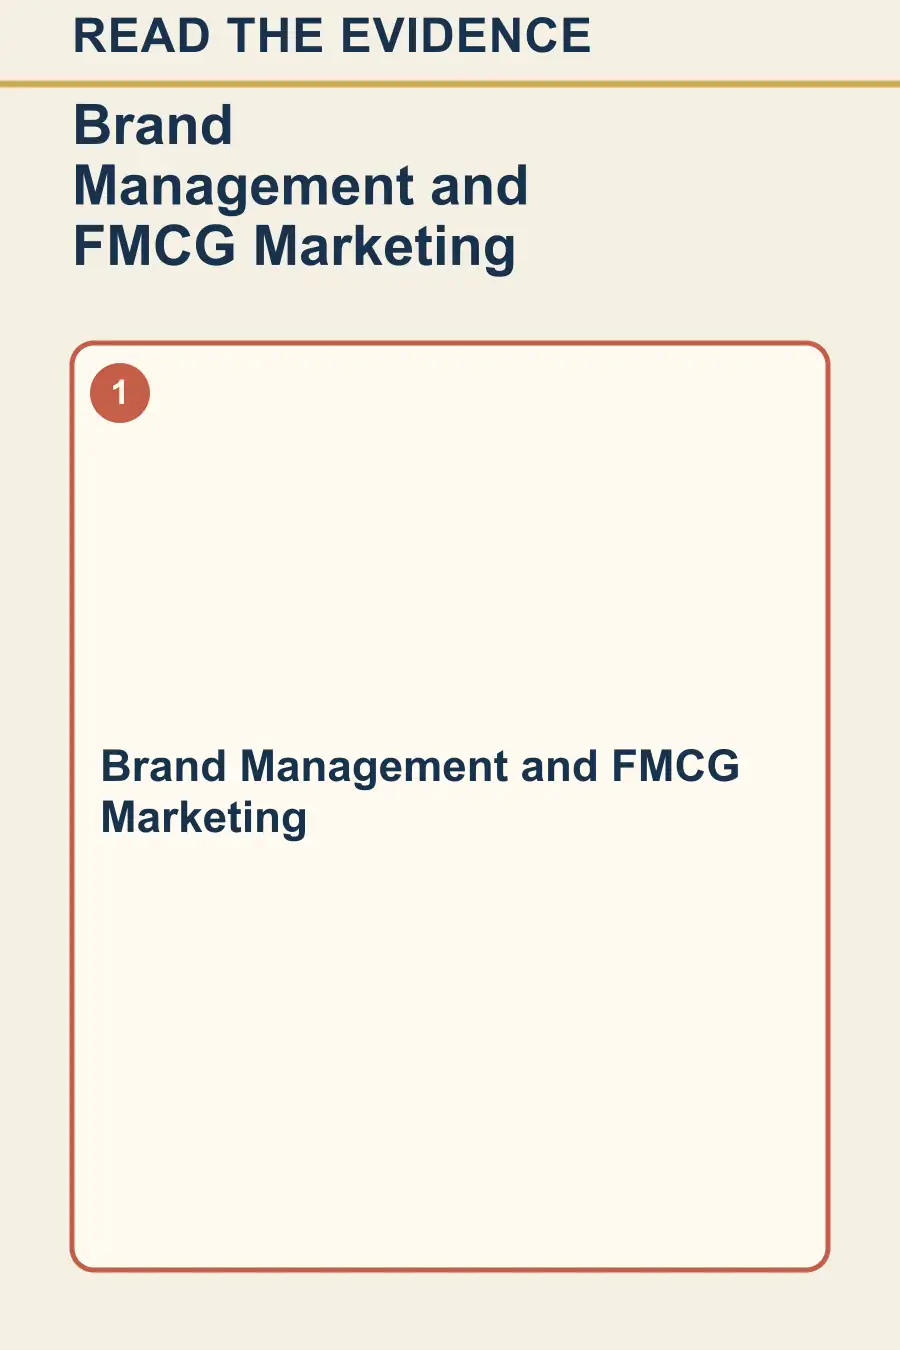 READ THE EVIDENCE
Brand
Management and
FMCG Marketing
1
Brand Management and FMCG
Marketing